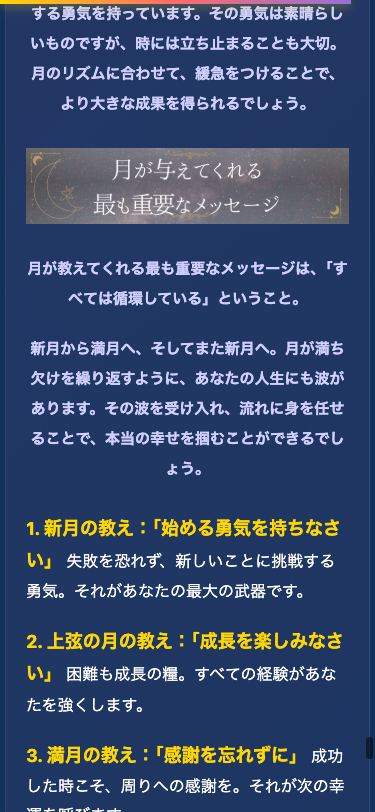 する勇気を持っています。その勇気は素晴らし
いものですが、時には立ち止まることも大切。
月のリズムに合わせて、緩急をつけることで、
より大きな成果を得られるでしょう。
月が与えてくれる
最も重要なメッセージ
月が教えてくれる最も重要なメッセージは、「す
べては循環している」ということ。
新月から満月へ、そしてまた新月へ。月が満ち
欠けを繰り返すように、あなたの人生にも波が
あります。その波を受け入れ、流れに身を任せ
ることで、本当の幸せを掴むことができるでし
ょう。
1. 新月の教え：「始める勇気を持ちなさ
い」 失敗を恐れず、新しいことに挑戦する
勇気。それがあなたの最大の武器です。
2. 上弦の月の教え：「成長を楽しみなさ
い」 困難も成長の糧。すべての経験があな
たを強くします。
3. 満月の教え：「感謝を忘れずに」 成功
した時こそ、周りへの感謝を。それが次の幸
運を呼びます。